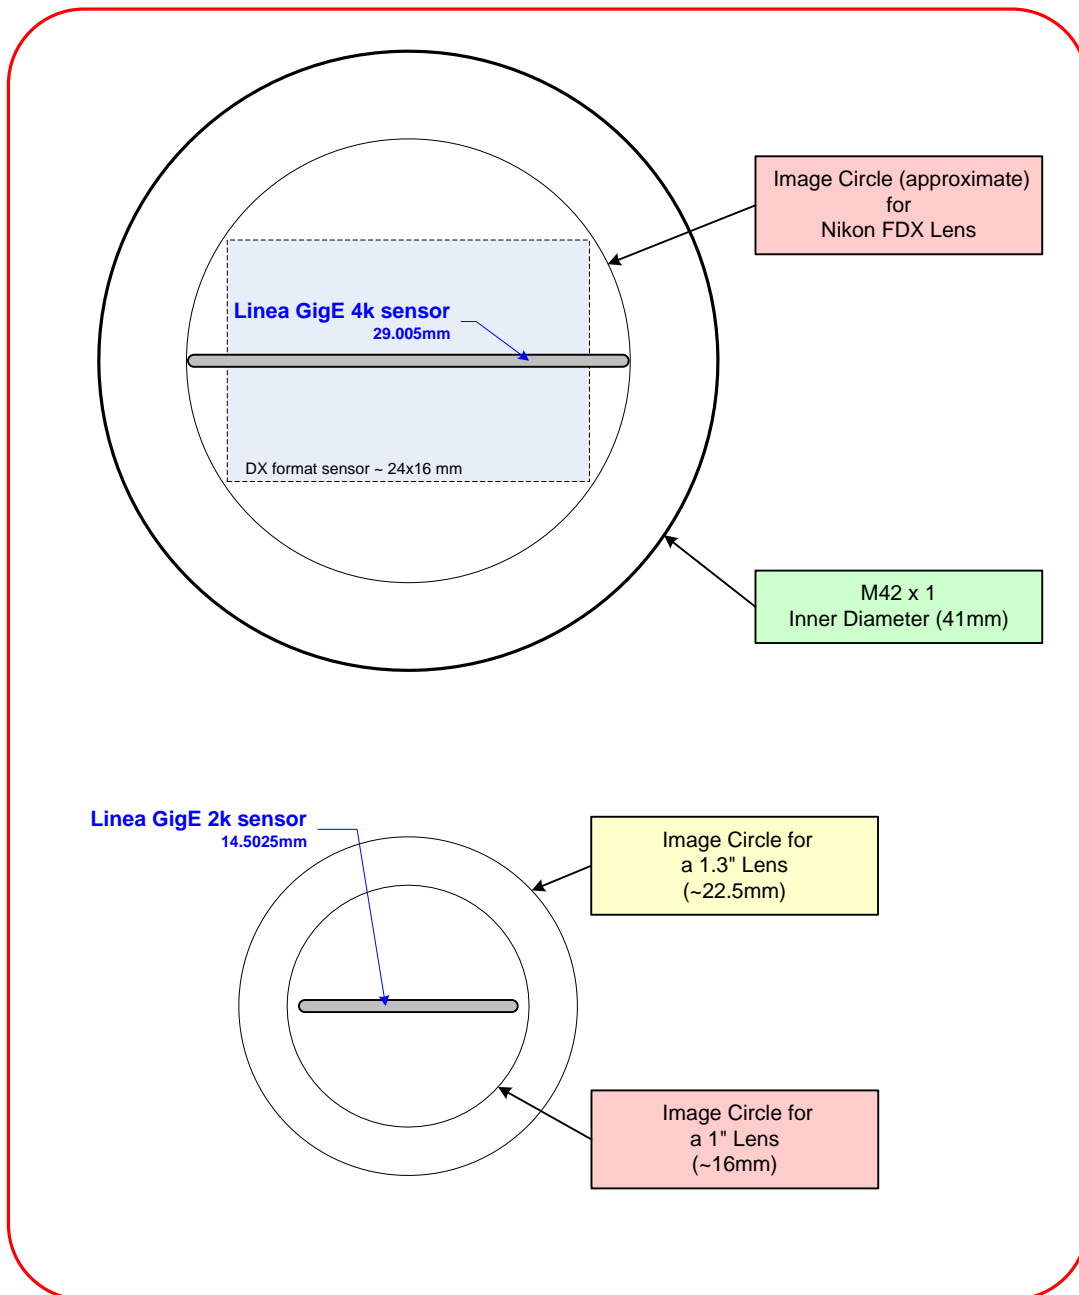 Image Circle (approximate)
for
Nikon FDX Lens
Linea GigE 4k sensor
29.005mm
DX format sensor ~ 24x16 mm
M42 x 1
Inner Diameter (41mm)
Linea GigE 2k sensor
14.5025mm
Image Circle for
a 1.3" Lens
(~22.5mm)
Image Circle for
a 1" Lens
(~16mm)